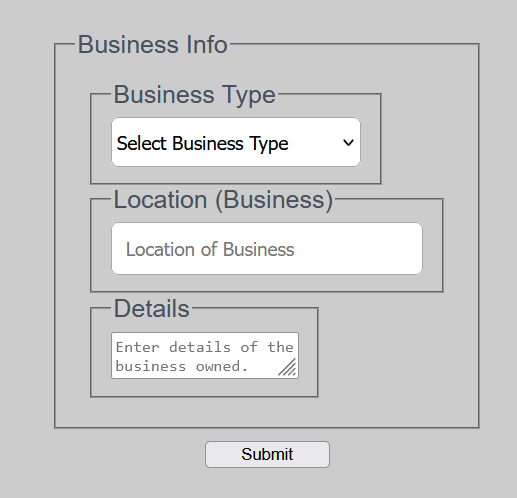 Business Info
Business Type
Select Business Type
Location (Business)
Location of Business
Details
Enter details of the
business owned.
Submit